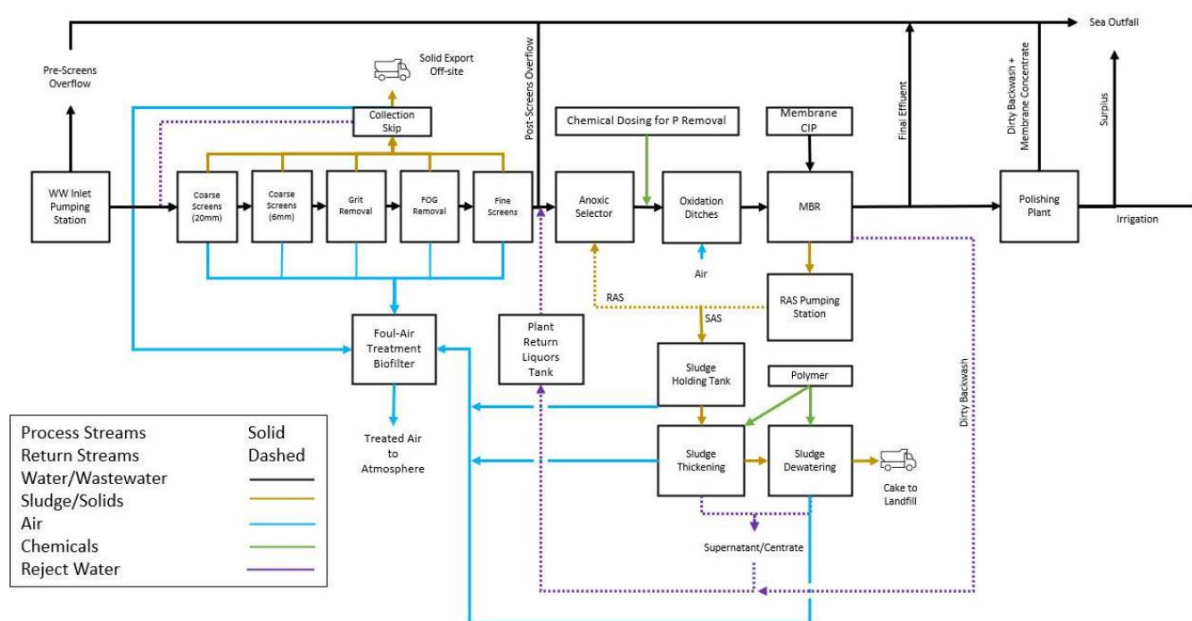 Sea Outfall
Pre-Screens
Overflow
Solid Export
Off-site
Post-Screens Overflow
Final Effluent
Dirty Backwash +
Membrane Concentrate
Surplus
Collection
Skip
Chemical Dosing for P Removal
Membrane
CIP
WW Inlet
Pumping
Station
Coarse
Screens
(20mm)
Coarse
Screens
(6mm)
Grit
Removal
FOG
Removal
Fine
Screens
Anoxic
Selector
Oxidation
Ditches
MBR
Polishing
Plant
Irrigation
Air
RAS
SAS
RAS Pumping
Station
Foul-Air
Treatment
Biofilter
Plant
Return
Liquors
Tank
Sludge
Holding Tank
Polymer
Dirty Backwash
Treated Air
to
Atmosphere
Sludge
Thickening
Sludge
Dewatering
Cake to
Landfill
Supernatant/Centrate
Process Streams Solid
Return Streams Dashed
Water/Wastewater
Sludge/Solids
Air
Chemicals
Reject Water